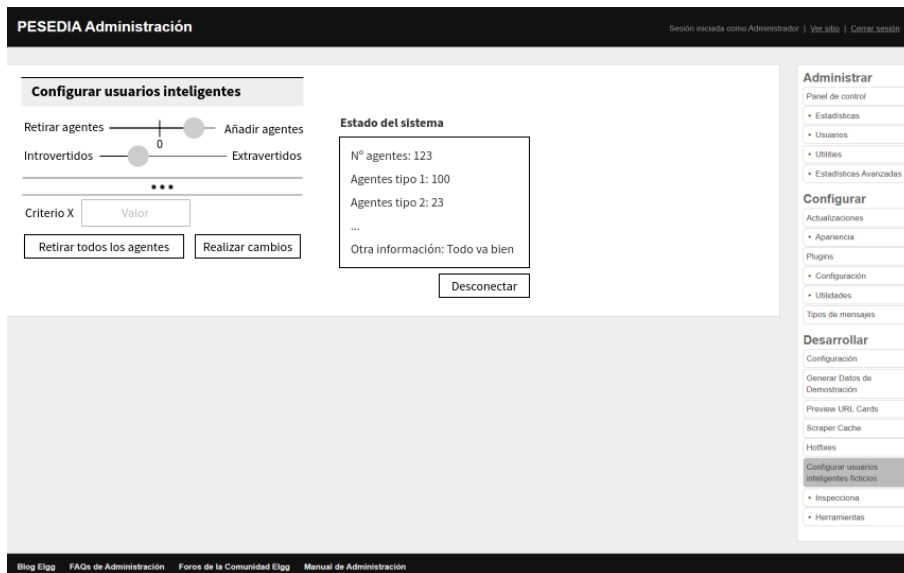 PESEDIA Administración
Sesión iniciada como Administrador | Ver sitio | Cerrar sesión
Configurar usuarios inteligentes
Retirar agentes
0
Añadir agentes
Introvertidos
Extravertidos
•••
Criterio X
Valor
Retirar todos los agentes
Realizar cambios
Estado del sistema
Nº agentes: 123
Agentes tipo 1: 100
Agentes tipo 2: 23
...
Otra información: Todo va bien
Desconectar
Administrar
Panel de control
Estadísticas
Usuarios
Utilities
Estadísticas Avanzadas
Configurar
Actualizaciones
Apariencia
Plugins
Configuración
Utilidades
Tipos de mensajes
Desarrollar
Configuración
Generar Datos de
Demostración
Preview URL Cards
Scraper Cache
Hotfixes
Configurar usuarios
inteligentes ficticios
Inspecciona
Herramientas
Blog Elgg FAQs de Administración Foros de la Comunidad Elgg Manual de Administración